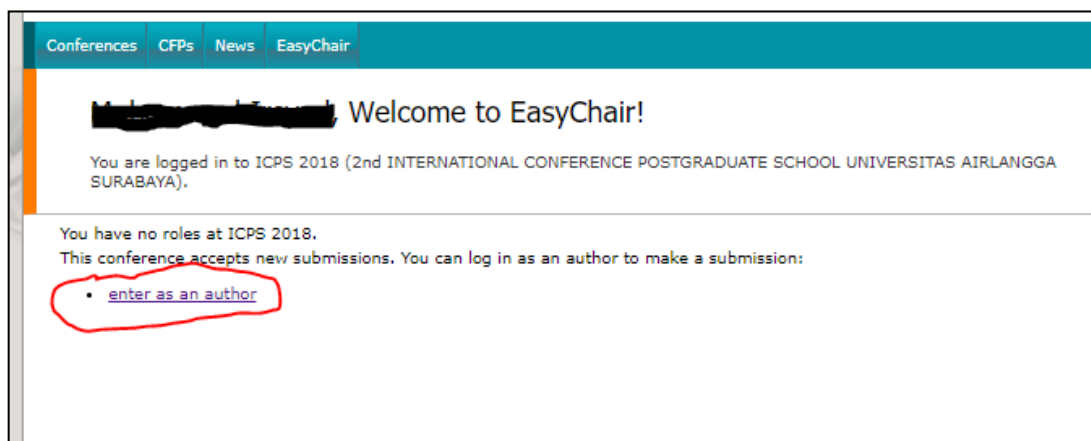 Conferences CFPs News EasyChair
, Welcome to EasyChair!
You are logged in to ICPS 2018 (2nd INTERNATIONAL CONFERENCE POSTGRADUATE SCHOOL UNIVERSITAS AIRLANGGA
SURABAYA).
You have no roles at ICPS 2018.
This conference accepts new submissions. You can log in as an author to make a submission:
• enter as an author